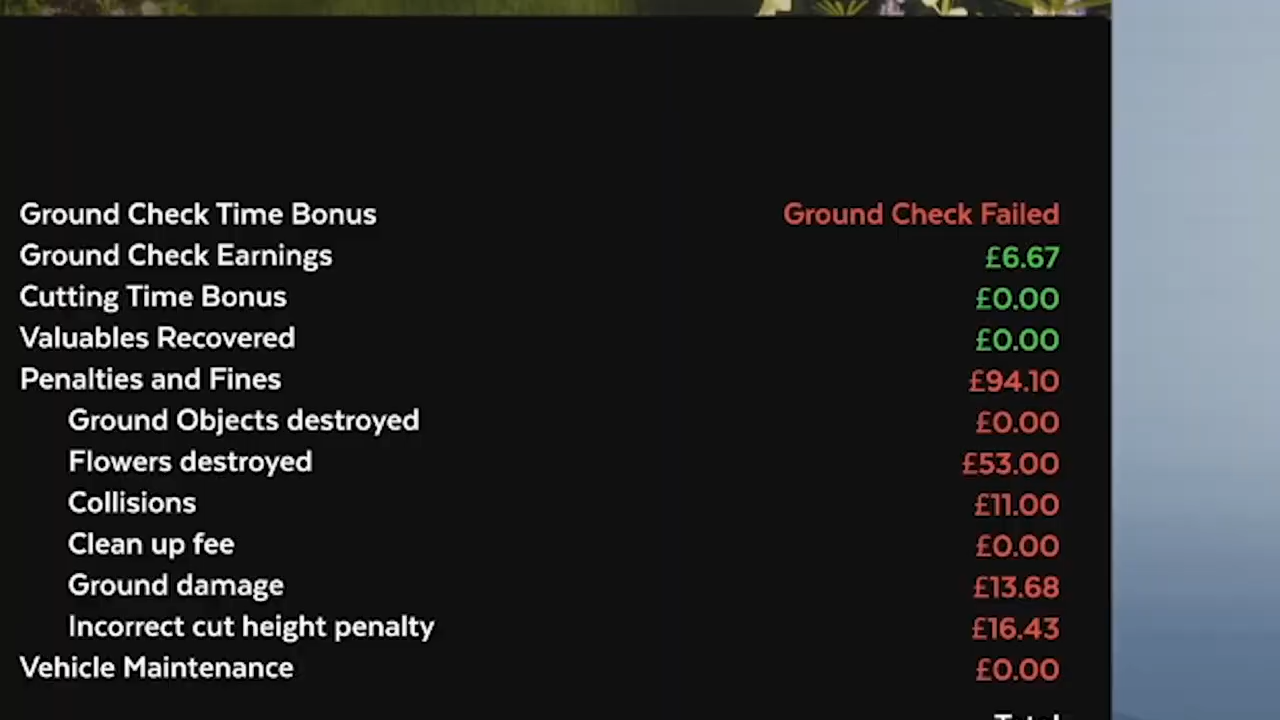 Ground Check Time Bonus Ground Check Failed
Ground Check Earnings £6.67
Cutting Time Bonus £0.00
Valuables Recovered £0.00
Penalties and Fines £94.10
Ground Objects destroyed £0.00
Flowers destroyed £53.00
Collisions £11.00
Clean up fee £0.00
Ground damage £13.68
Incorrect cut height penalty £16.43
Vehicle Maintenance £0.00
Total